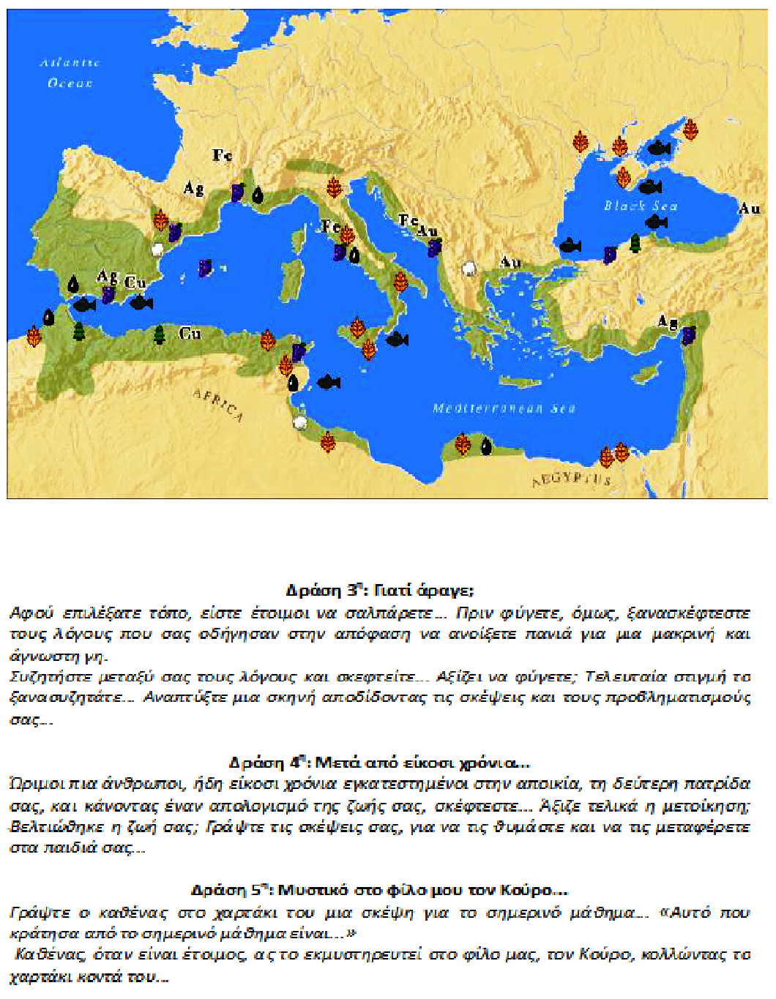 Atlantic
Ocean
Fe
Ag
Au
Black Sea
Fe
Fe
Au
Au
Ag
Cu
Ag
Cu
AFRICA
Mediterranean Sea
AEGYPTUS
Δράση 3η: Γιατί άραγε;
Αφού επιλέξατε τόπο, είστε έτοιμοι να σαλπάρετε... Πριν φύγετε, όμως, ξανασκέφτεστε
τους λόγους που σας οδήγησαν στην απόφαση να ανοίξετε πανιά για μια μακρινή και
άγνωστη γη.
Συζητήστε μεταξύ σας τους λόγους και σκεφτείτε... Αξίζει να φύγετε; Τελευταία στιγμή το
ξανασυζητάτε... Αναπτύξτε μια σκηνή αποδίδοντας τις σκέψεις και τους προβληματισμούς
σας...
Δράση 4η: Μετά από είκοσι χρόνια...
Ώριμοι πια άνθρωποι, ήδη είκοσι χρόνια εγκατεστημένοι στην αποικία, τη δεύτερη πατρίδα
σας, και κάνοντας έναν απολογισμό της ζωής σας, σκέφτεστε... Άξιζε τελικά η μετοίκηση;
Βελτιώθηκε η ζωή σας; Γράψτε τις σκέψεις σας, για να τις θυμάστε και να τις μεταφέρετε
στα παιδιά σας...
Δράση 5η: Μυστικό στο φίλο μου τον Κούρο...
Γράψτε ο καθένας στο χαρτάκι του μια σκέψη για το σημερινό μάθημα... «Αυτό που
κράτησα από το σημερινό μάθημα είναι...»
Καθένας, όταν είναι έτοιμος, ας το εκμυστηρευτεί στο φίλο μας, τον Κούρο, κολλώντας το
χαρτάκι κοντά του...